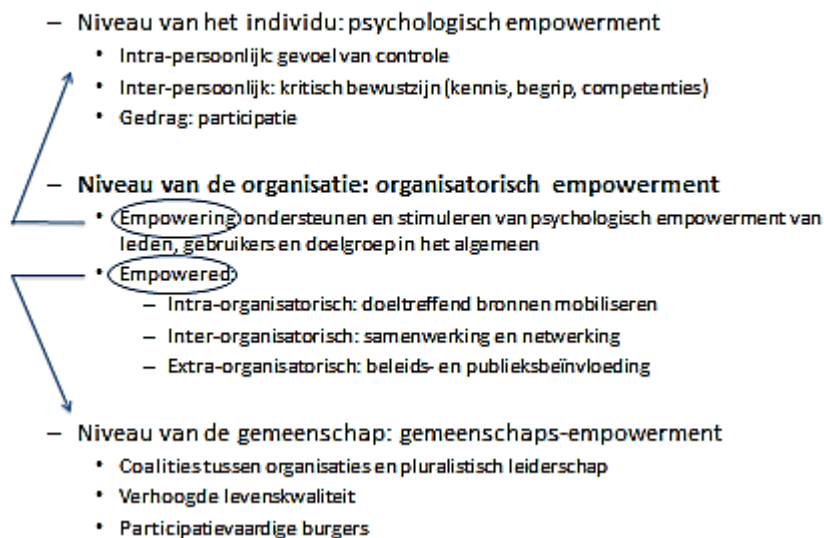 – Niveau van het individu: psychologisch empowerment
• Intra-persoonlijk: gevoel van controle
• Inter-persoonlijk: kritisch bewustzijn (kennis, begrip, competenties)
• Gedrag: participatie
– Niveau van de organisatie: organisatorisch empowerment
• Empowering: ondersteunen en stimuleren van psychologisch empowerment van
leden, gebruikers en doelgroep in het algemeen
• Empowered:
– Intra-organisatorisch: doeltreffend bronnen mobiliseren
– Inter-organisatorisch: samenwerking en netwerking
– Extra-organisatorisch: beleids- en publieksbeïnvloeding
– Niveau van de gemeenschap: gemeenschaps-empowerment
• Coalities tussen organisaties en pluralistisch leiderschap
• Verhoogde levenskwaliteit
• Participatievaardige burgers